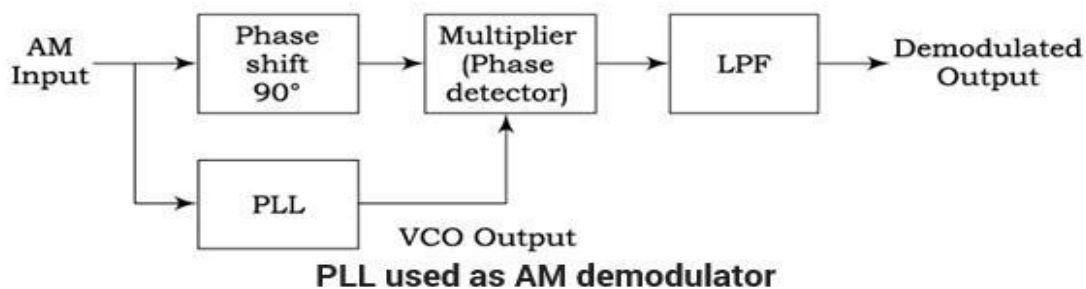 AM
Input
Phase
shift
90°
Multiplier
(Phase
detector)
LPF
Demodulated
Output
PLL
VCO Output
PLL used as AM demodulator